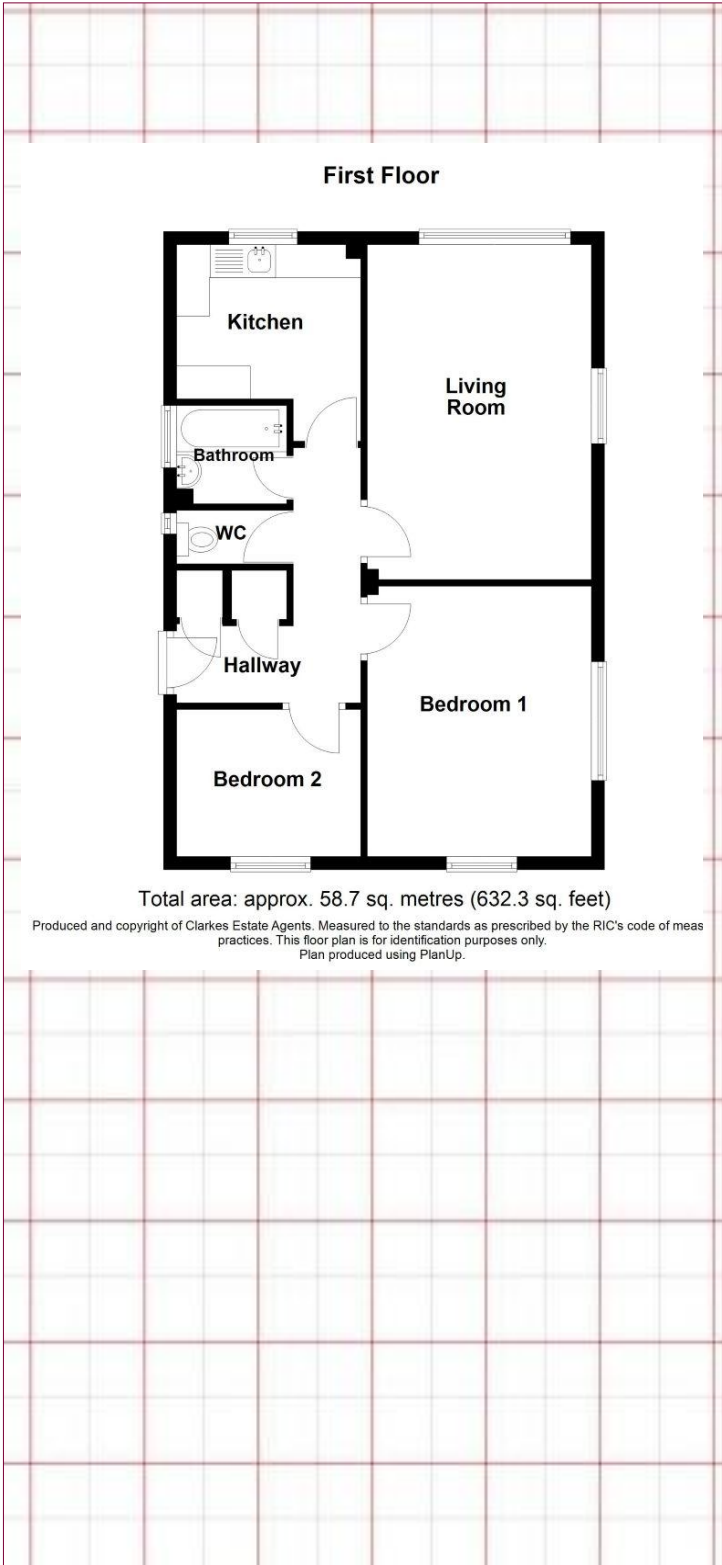 First Floor
Kitchen
Living
Room
Bathroom
WC
Hallway
Bedroom 1
Bedroom 2
Total area: approx. 58.7 sq. metres (632.3 sq. feet)
Produced and copyright of Clarkes Estate Agents. Measured to the standards as prescribed by the RIC's code of meas
practices. This floor plan is for identification purposes only.
Plan produced using PlanUp.